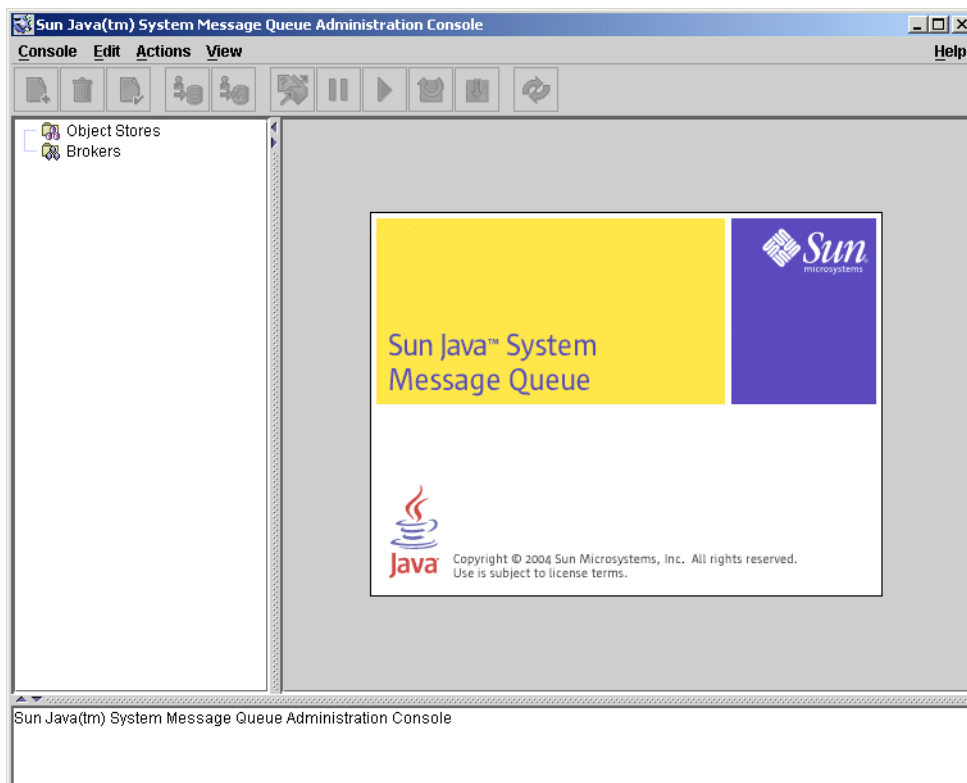 Sun Java(tm) System Message Queue Administration Console
Console Edit Actions View Help
Object Stores
Brokers
Sun
microsystems
Sun Java™ System
Message Queue
Java
Copyright © 2004 Sun Microsystems, Inc. All rights reserved.
Use is subject to license terms.
Sun Java(tm) System Message Queue Administration Console